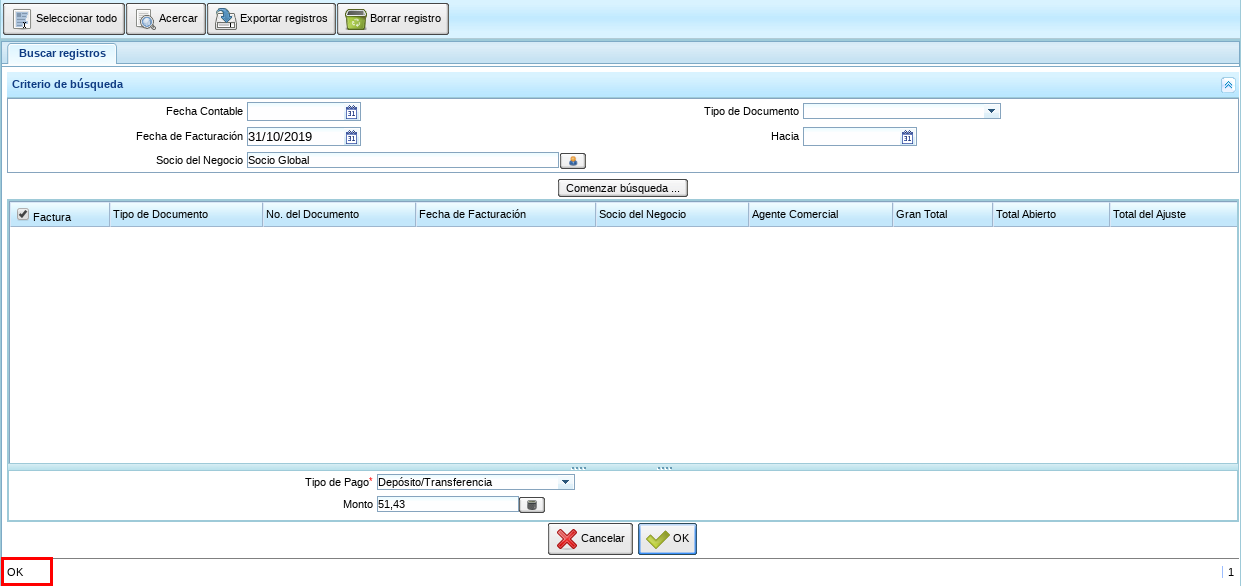 Seleccionar todo Acercar Exportar registros Borrar registro
Buscar registros
Criterio de búsqueda
Fecha Contable 31 Tipo de Documento
Fecha de Facturación 31/10/2019 31 Hacia 31
Socio del Negocio Socio Global
Comenzar búsqueda ...
Factura Tipo de Documento No. del Documento Fecha de Facturación Socio del Negocio Agente Comercial Gran Total Total Abierto Total del Ajuste
Tipo de Pago* Depósito/Transferencia
Monto 51,43
Cancelar OK
OK 1